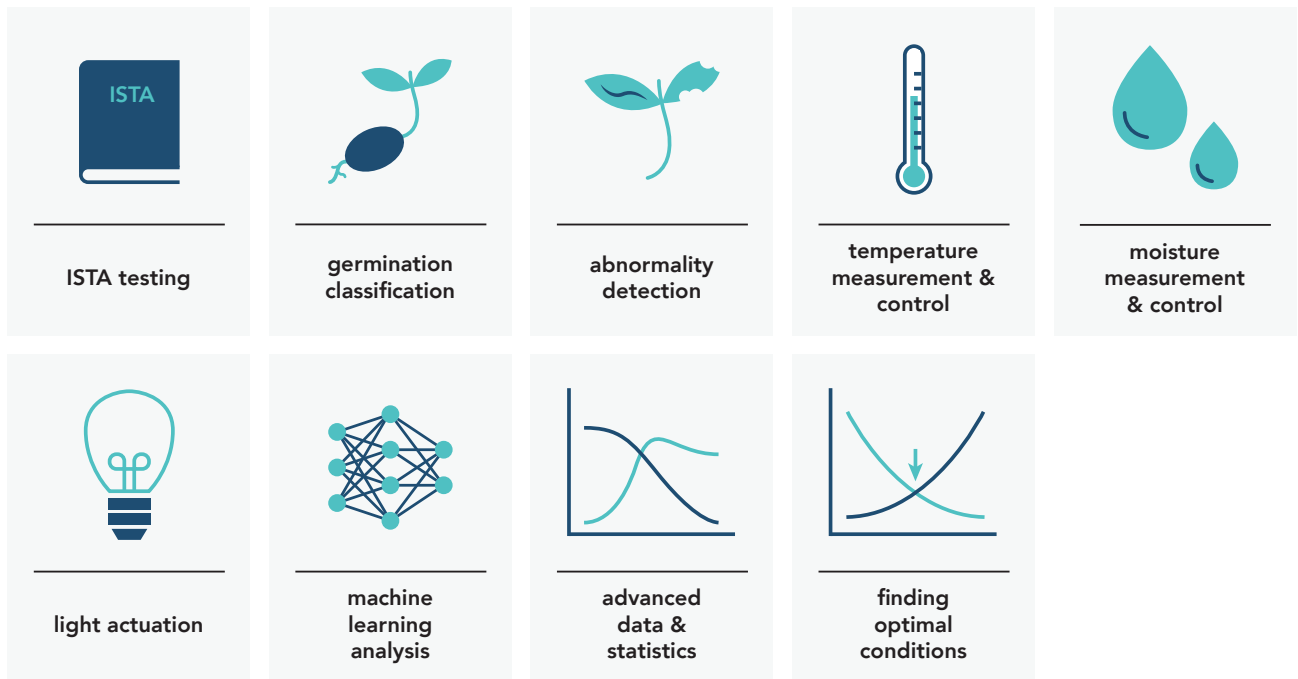 ISTA
ISTA testing
germination
classification
abnormality
detection
temperature
measurement &
control
moisture
measurement
& control
light actuation
machine
learning
analysis
advanced
data &
statistics
finding
optimal
conditions